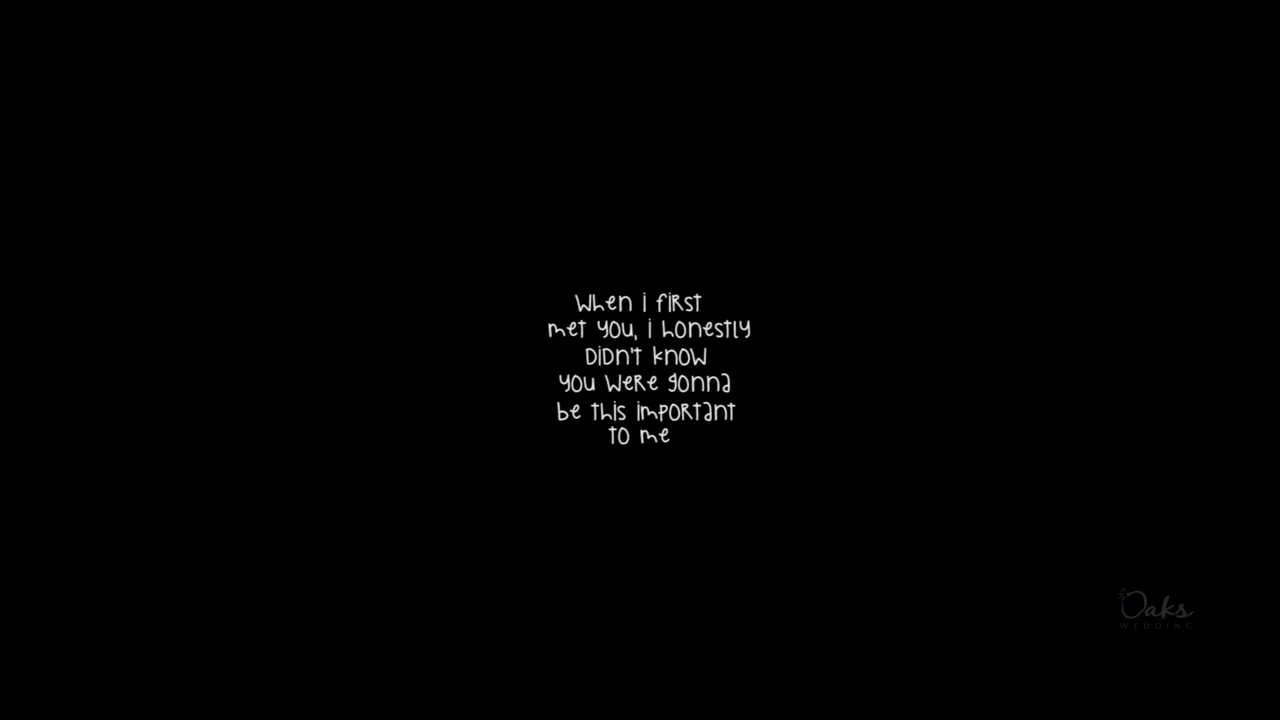 When i first
met you, i honestly
DiDn't know
you were gonna
be this important
to me
Oaks
WEDDING